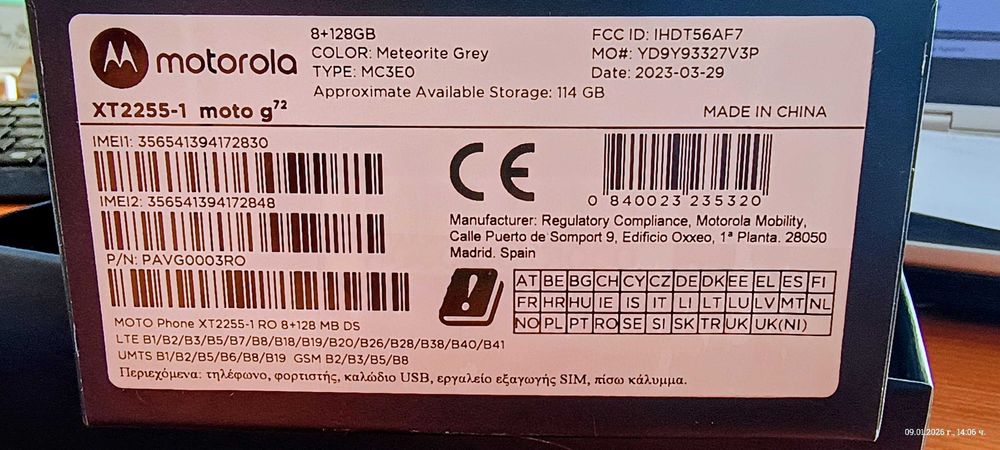 motorola
8+128GB
COLOR: Meteorite Grey
TYPE: MC3E0
Approximate Available Storage: 114 GB
FCC ID: IHDT56AF7
MO#: YD9Y93327V3P
Date: 2023-03-29
XT2255-1 moto g72
MADE IN CHINA
IMEI1: 356541394172830
IMEI2: 356541394172848
P/N: PAVG0003RO
CE
0 840023 235320
Manufacturer: Regulatory Compliance, Motorola Mobility,
Calle Puerto de Somport 9, Edificio Oxxeo, 1ª Planta. 28050
Madrid. Spain
AT BE BG CH CY CZ DE DK EE EL ES FI
FR HR HU IE IS IT LI LT LU LV MT NL
NO PL PT RO SE SI SK TR UK UK(NI)
MOTO Phone XT2255-1 RO 8+128 MB DS
LTE B1/B2/B3/B5/B7/B8/B18/B19/B20/B26/B28/B38/B40/B41
UMTS B1/B2/B5/B6/B8/B19 GSM B2/B3/B5/B8
Περιεχόμενα: τηλέφωνο, φορτιστής, καλώδιο USB, εργαλείο εξαγωγής SIM, πίσω κάλυμμα.
09.01.2026 г., 14:06 ч.